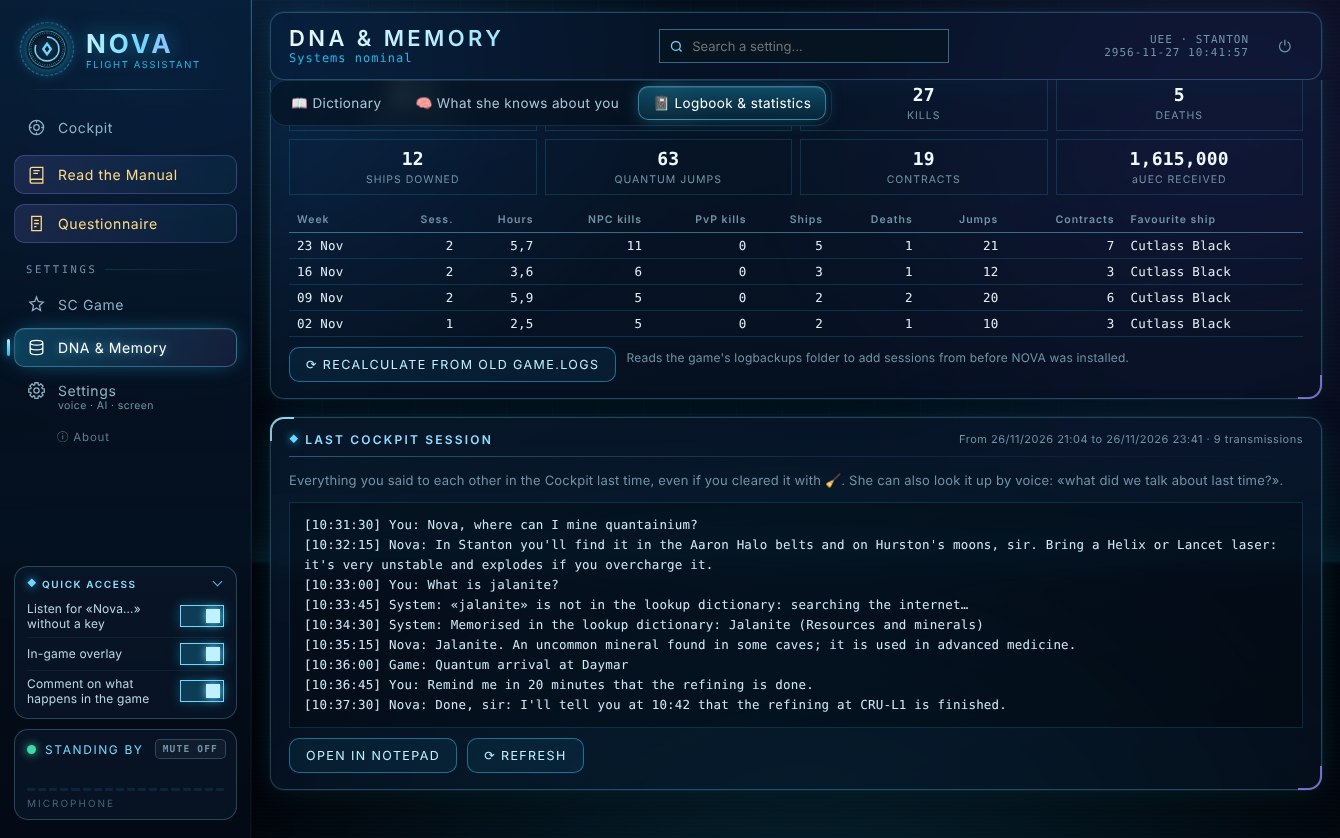 NOVA
FLIGHT ASSISTANT
Cockpit
Read the Manual
Questionnaire
SETTINGS
SC Game
DNA & Memory
Settings
voice · AI · screen
ⓘ About
QUICK ACCESS
Listen for «Nova…»
without a key
In-game overlay
Comment on what
happens in the game
STANDING BY MUTE OFF
MICROPHONE
DNA & MEMORY
Systems nominal
Search a setting...
UEE · STANTON
2956-11-27 10:41:57
📖 Dictionary 🧠 What she knows about you 📓 Logbook & statistics
27 5
KILLS DEATHS
12 63 19 1,615,000
SHIPS DOWNED QUANTUM JUMPS CONTRACTS aUEC RECEIVED
Week Sess. Hours NPC kills PvP kills Ships Deaths Jumps Contracts Favourite ship
23 Nov 2 5,7 11 0 5 1 21 7 Cutlass Black
16 Nov 2 3,6 6 0 3 1 12 3 Cutlass Black
09 Nov 2 5,9 5 0 2 2 20 6 Cutlass Black
02 Nov 1 2,5 5 0 2 1 10 3 Cutlass Black
⟳ RECALCULATE FROM OLD GAME.LOGS Reads the game's logbackups folder to add sessions from before NOVA was installed.
LAST COCKPIT SESSION From 26/11/2026 21:04 to 26/11/2026 23:41 · 9 transmissions
Everything you said to each other in the Cockpit last time, even if you cleared it with 🧹. She can also look it up by voice: «what did we talk about last time?».
[10:31:30] You: Nova, where can I mine quantainium?
[10:32:15] Nova: In Stanton you'll find it in the Aaron Halo belts and on Hurston's moons, sir. Bring a Helix or Lancet laser:
it's very unstable and explodes if you overcharge it.
[10:33:00] You: What is jalanite?
[10:33:45] System: «jalanite» is not in the lookup dictionary: searching the internet…
[10:34:30] System: Memorised in the lookup dictionary: Jalanite (Resources and minerals)
[10:35:15] Nova: Jalanite. An uncommon mineral found in some caves; it is used in advanced medicine.
[10:36:00] Game: Quantum arrival at Daymar
[10:36:45] You: Remind me in 20 minutes that the refining is done.
[10:37:30] Nova: Done, sir: I'll tell you at 10:42 that the refining at CRU-L1 is finished.
OPEN IN NOTEPAD ⟳ REFRESH